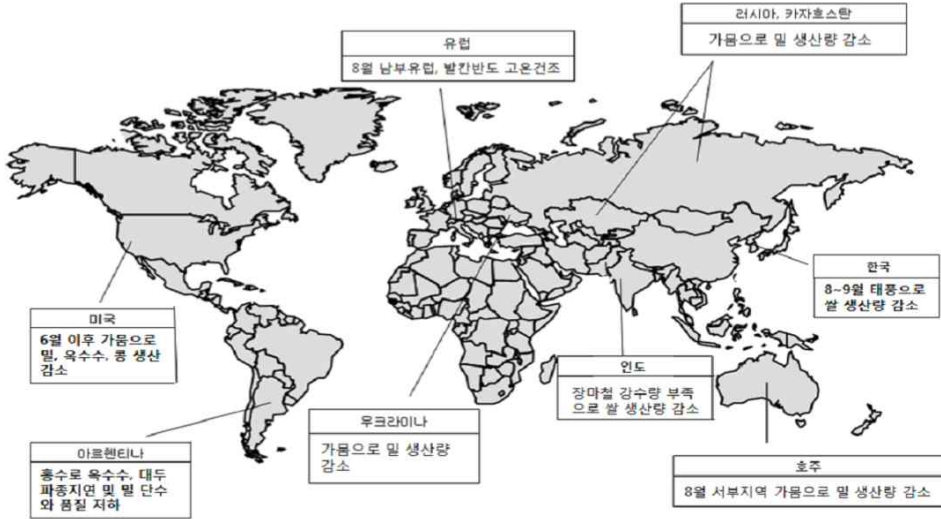 러시아, 카자흐스탄
가뭄으로 밀 생산량 감소
유럽
8월 남부유럽, 발칸반도 고온건조
한국
8~9월 태풍으로
쌀 생산량 감소
미국
6월 이후 가뭄으로
밀, 옥수수, 콩 생산
감소
인도
장마철 강수량 부족
으로 쌀 생산량 감소
우크라이나
가뭄으로 밀 생산량
감소
아르헨티나
홍수로 옥수수, 대두
파종지연 및 밀 단수
와 품질 저하
호주
8월 서부지역 가뭄으로 밀 생산량 감소